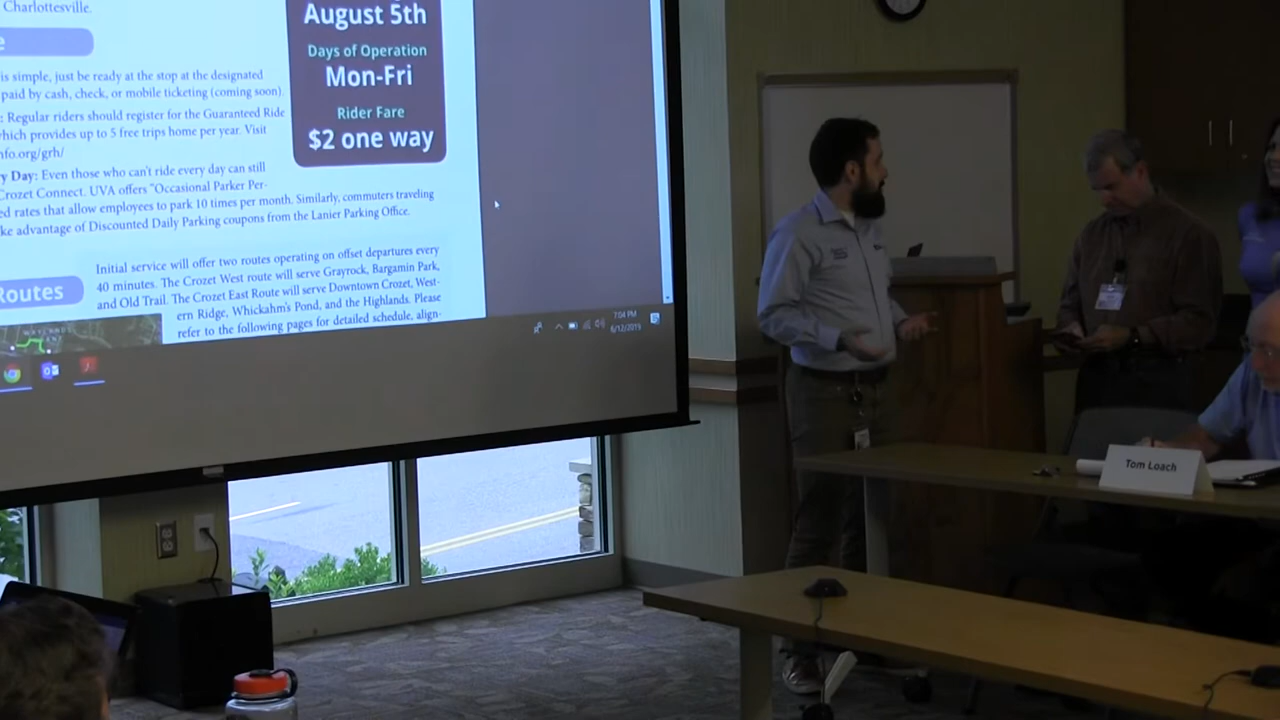 Charlottesville.
e
is simple, just be ready at the stop at the designated
paid by cash, check, or mobile ticketing (coming soon).
: Regular riders should register for the Guaranteed Ride
which provides up to 5 free trips home per year. Visit
nfo.org/grh/
ry Day: Even those who can't ride every day can still
Crozet Connect. UVA offers "Occasional Parker Per-
ed rates that allow employees to park 10 times per month. Similarly, commuters traveling
ke advantage of Discounted Daily Parking coupons from the Lanier Parking Office.
August 5th
Days of Operation
Mon-Fri
Rider Fare
$2 one way
Routes
Initial service will offer two routes operating on offset departures every
40 minutes. The Crozet West route will serve Grayrock, Bargamin Park,
and Old Trail. The Crozet East Route will serve Downtown Crozet, West-
ern Ridge, Whickahm's Pond, and the Highlands. Please
refer to the following pages for detailed schedule, align-
7:04 PM
6/12/2019
Tom Loach